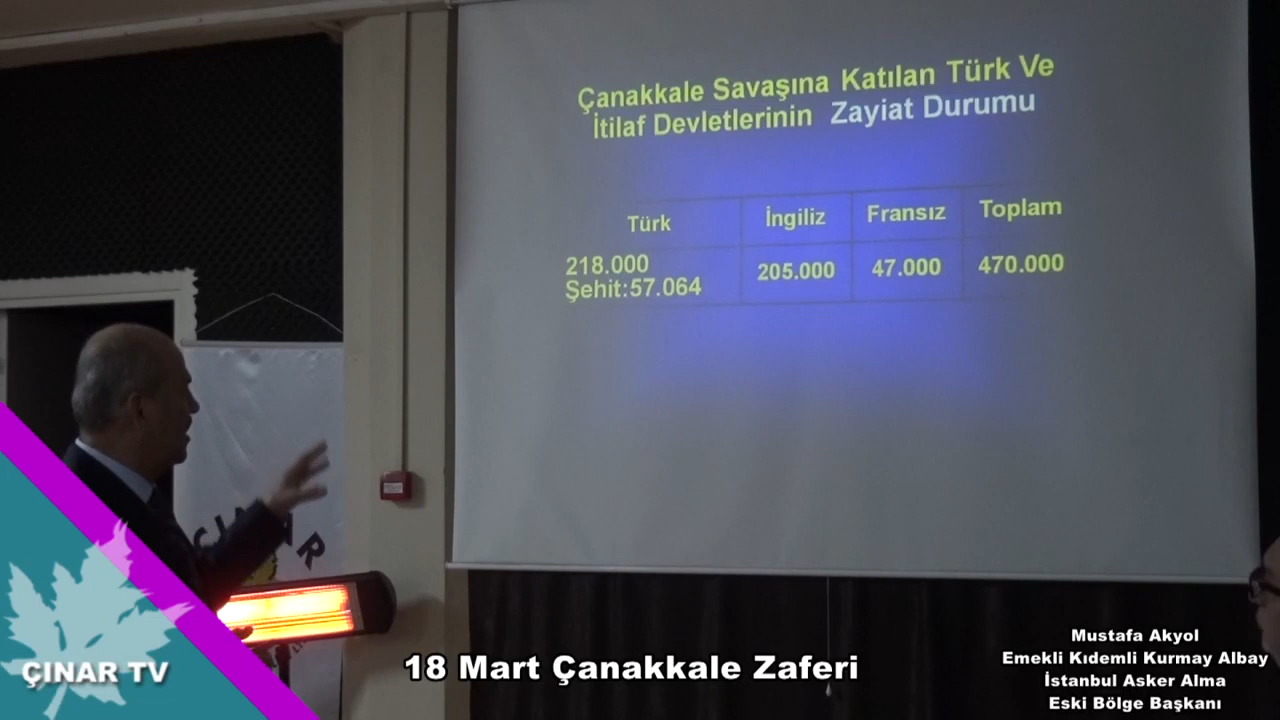 Çanakkale Savaşına Katılan Türk Ve
İtilaf Devletlerinin Zayiat Durumu
Türk İngiliz Fransız Toplam
218.000 205.000 47.000 470.000
Şehit:57.064
ÇINAR TV
18 Mart Çanakkale Zaferi
Mustafa Akyol
Emekli Kıdemli Kurmay Albay
İstanbul Asker Alma
Eski Bölge Başkanı